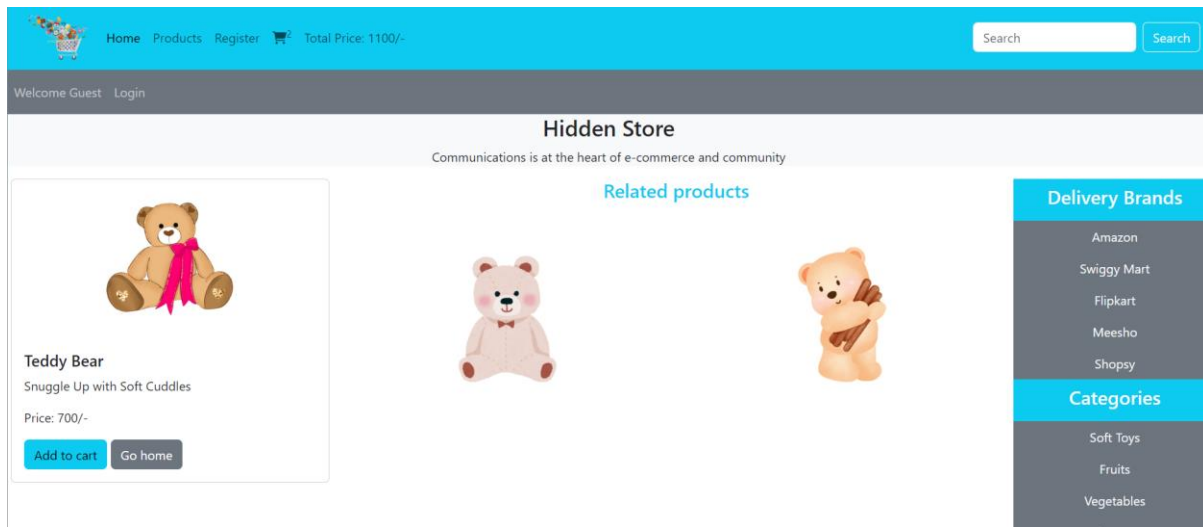 Home Products Register 2 Total Price: 1100/-
Search Search
Welcome Guest Login
Hidden Store
Communications is at the heart of e-commerce and community
Teddy Bear
Snuggle Up with Soft Cuddles
Price: 700/-
Add to cart Go home
Related products
Delivery Brands
Amazon
Swiggy Mart
Flipkart
Meesho
Shopsy
Categories
Soft Toys
Fruits
Vegetables